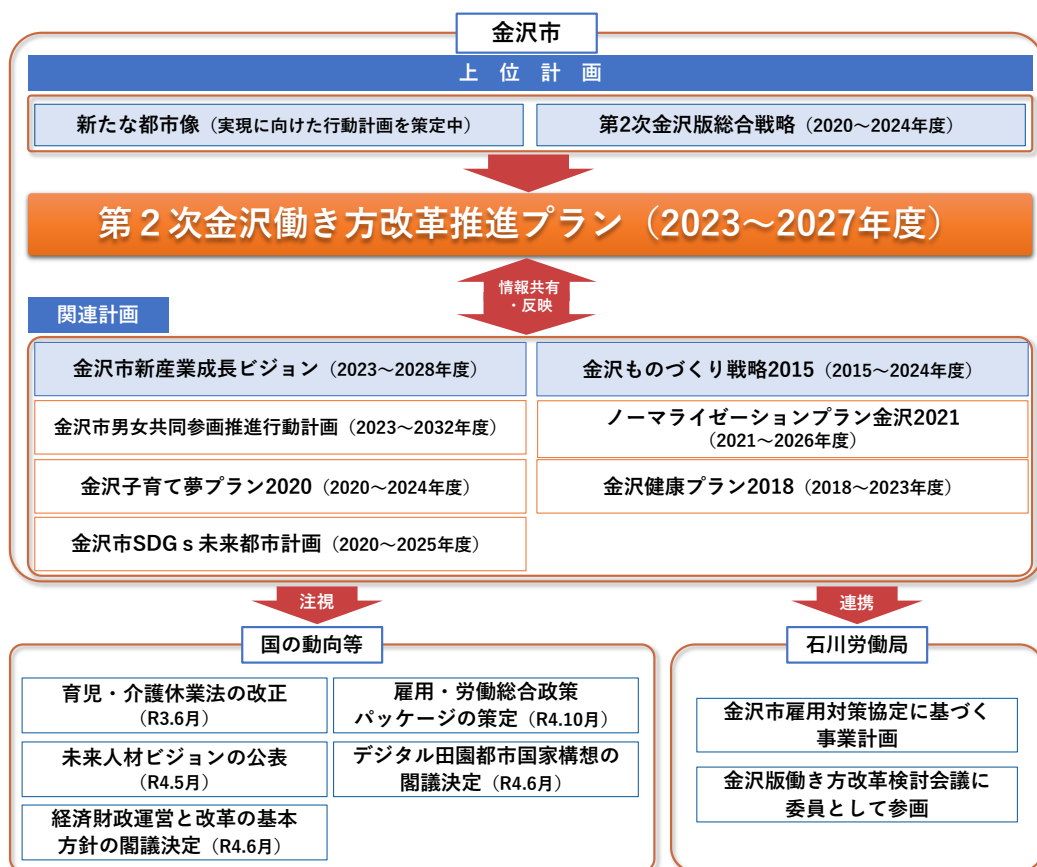 金沢市
上位計画
新たな都市像（実現に向けた行動計画を策定中）
第2次金沢版総合戦略（2020～2024年度）
第２次金沢働き方改革推進プラン（2023～2027年度）
情報共有
・反映
関連計画
金沢市新産業成長ビジョン（2023～2028年度）
金沢ものづくり戦略2015（2015～2024年度）
金沢市男女共同参画推進行動計画（2023～2032年度）
ノーマライゼーションプラン金沢2021
（2021～2026年度）
金沢子育て夢プラン2020（2020～2024年度）
金沢健康プラン2018（2018～2023年度）
金沢市SDGｓ未来都市計画（2020～2025年度）
注視
連携
国の動向等
育児・介護休業法の改正
（R3.6月）
雇用・労働総合政策
パッケージの策定（R4.10月）
未来人材ビジョンの公表
（R4.5月）
デジタル田園都市国家構想の
閣議決定（R4.6月）
経済財政運営と改革の基本
方針の閣議決定（R4.6月）
石川労働局
金沢市雇用対策協定に基づく
事業計画
金沢版働き方改革検討会議に
委員として参画